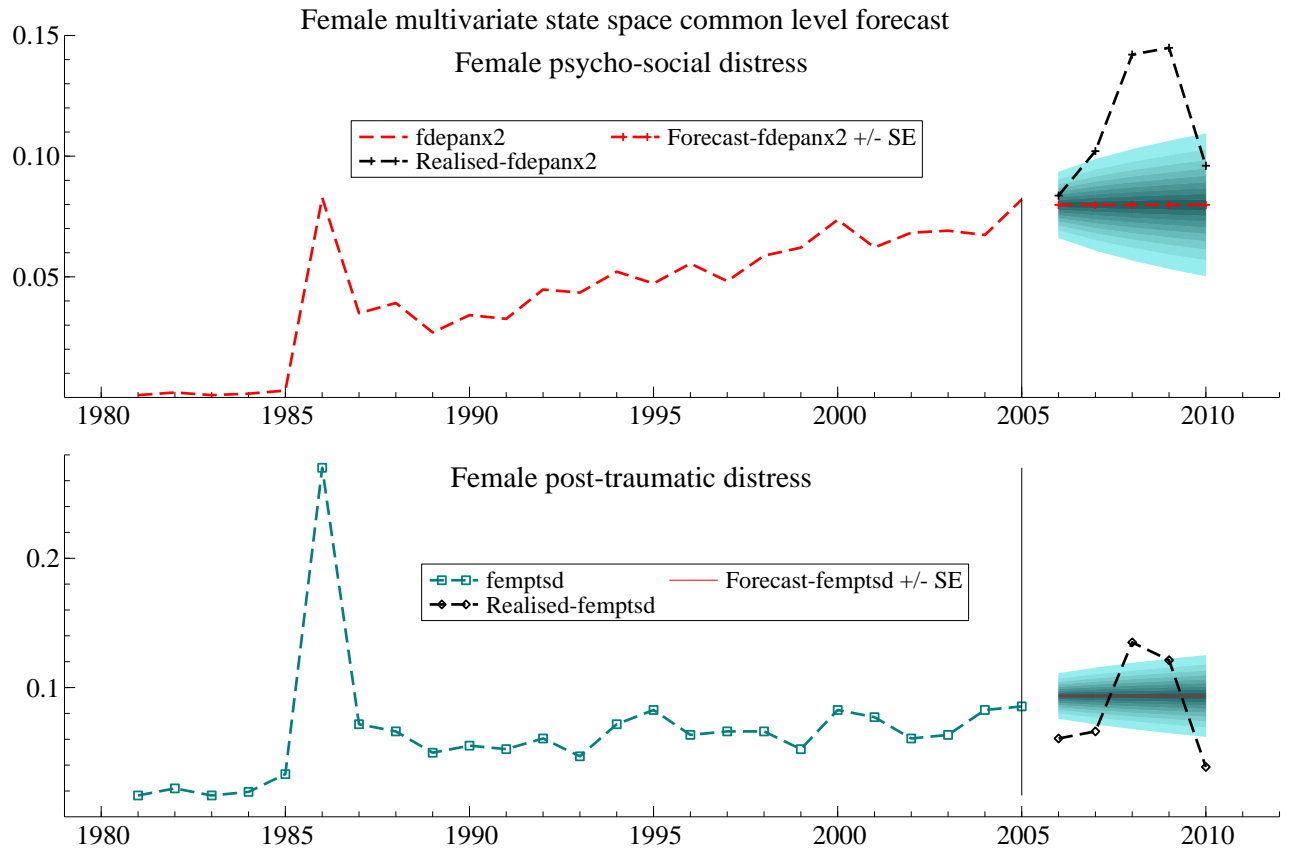 Female multivariate state space common level forecast
Female psycho-social distress
0.15
0.10
0.05
fdepanx2 Forecast-fdepanx2 +/- SE
Realised-fdepanx2
1980 1985 1990 1995 2000 2005 2010
Female post-traumatic distress
0.2
0.1
femptsd Forecast-femptsd +/- SE
Realised-femptsd
1980 1985 1990 1995 2000 2005 2010